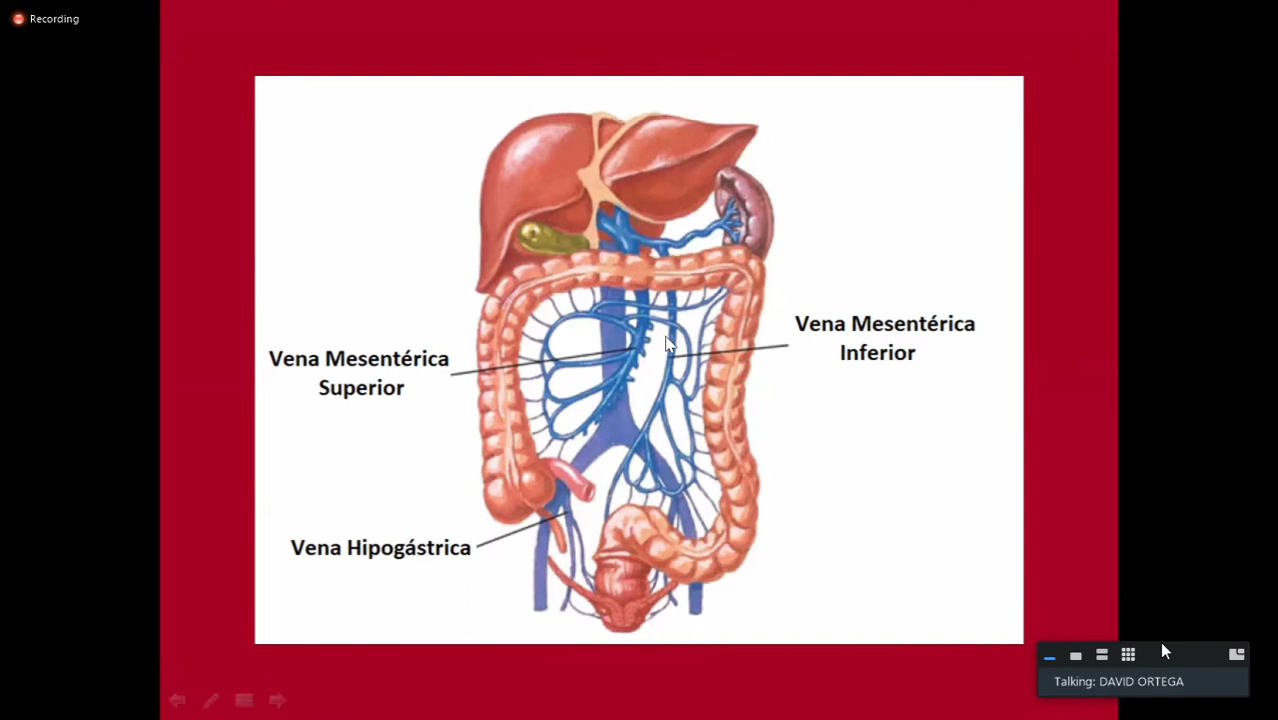 Recording
Vena Mesentérica
Superior
Vena Mesentérica
Inferior
Vena Hipogástrica
Talking: DAVID ORTEGA